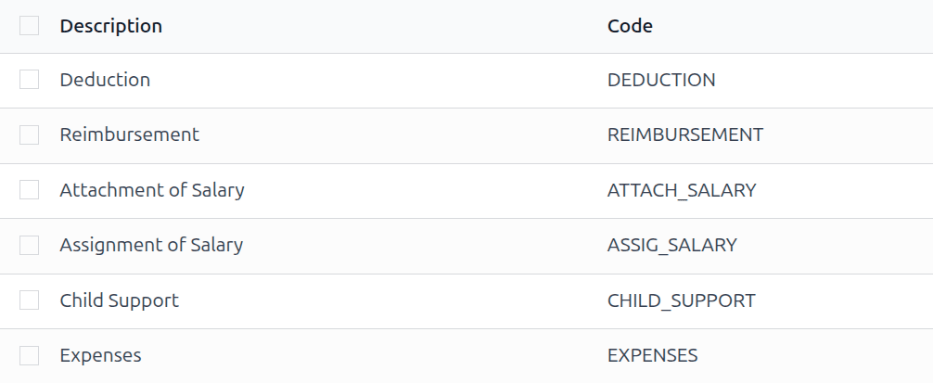 Description Code
Deduction DEDUCTION
Reimbursement REIMBURSEMENT
Attachment of Salary ATTACH_SALARY
Assignment of Salary ASSIG_SALARY
Child Support CHILD_SUPPORT
Expenses EXPENSES